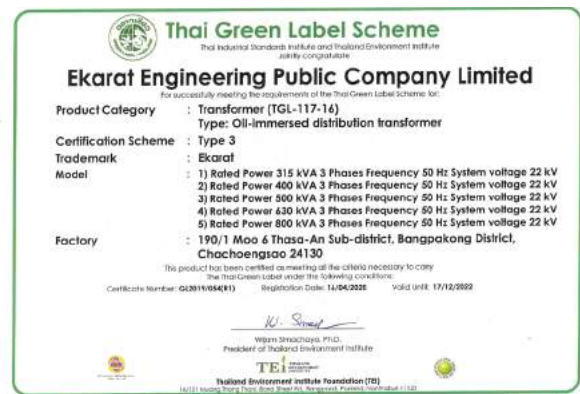 Thai Green Label Scheme
Thai Industrial Standards Institute and Thailand Environment Institute
Jointly congratulate
Ekarat Engineering Public Company Limited
For successfully meeting the requirements of the Thai Green Label Scheme for:
Product Category : Transformer (TGL-117-16)
Type: Oil-immersed distribution transformer
Certification Scheme : Type 3
Trademark : Ekarat
Model : 1) Rated Power 315 kVA 3 Phases Frequency 50 Hz System voltage 22 kV
2) Rated Power 400 kVA 3 Phases Frequency 50 Hz System voltage 22 kV
3) Rated Power 500 kVA 3 Phases Frequency 50 Hz System voltage 22 kV
4) Rated Power 630 kVA 3 Phases Frequency 50 Hz System voltage 22 kV
5) Rated Power 800 kVA 3 Phases Frequency 50 Hz System voltage 22 kV
Factory : 190/1 Moo 6 Thasa-An Sub-district, Bangpakong District,
Chachoengsao 24130
This product has been certified as meeting all the criteria necessary to carry
The Thai Green Label under the following conditions:
Certificate Number: GL2019/054(R1) Registration Date: 16/04/2020 Valid Until: 17/12/2022
Wijarn Simachaya, Ph.D.
President of Thailand Environment Institute
TEI THAILAND ENVIRONMENT INSTITUTE
Thailand Environment Institute Foundation (TEI)